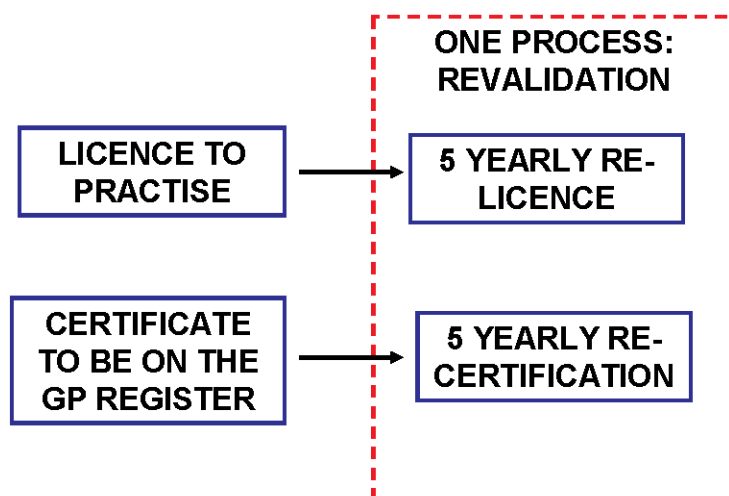 ONE PROCESS:
REVALIDATION
LICENCE TO
PRACTISE
5 YEARLY RE-
LICENCE
CERTIFICATE
TO BE ON THE
GP REGISTER
5 YEARLY RE-
CERTIFICATION